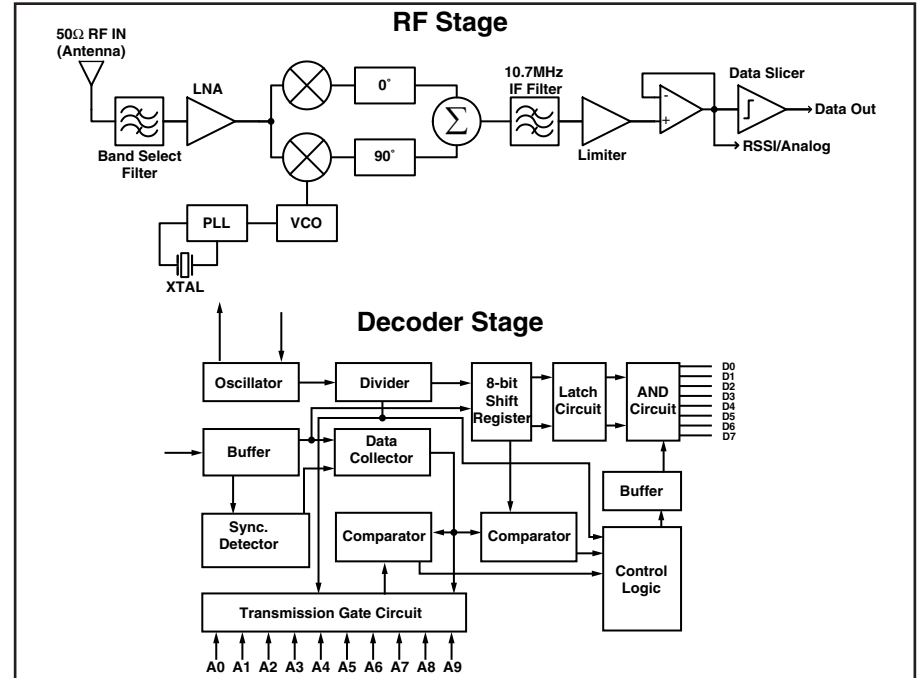 RF Stage
50Ω RF IN
(Antenna)
LNA
Band Select
Filter
0˚
90˚
Σ
10.7MHz
IF Filter
Limiter
-
+
Data Slicer
Data Out
RSSI/Analog
PLL
VCO
XTAL
Decoder Stage
Oscillator
Divider
8-bit
Shift
Register
Latch
Circuit
AND
Circuit
D0
D1
D2
D3
D4
D5
D6
D7
Buffer
Data
Collector
Buffer
Sync.
Detector
Comparator
Comparator
Control
Logic
Transmission Gate Circuit
A0 A1 A2 A3 A4 A5 A6 A7 A8 A9